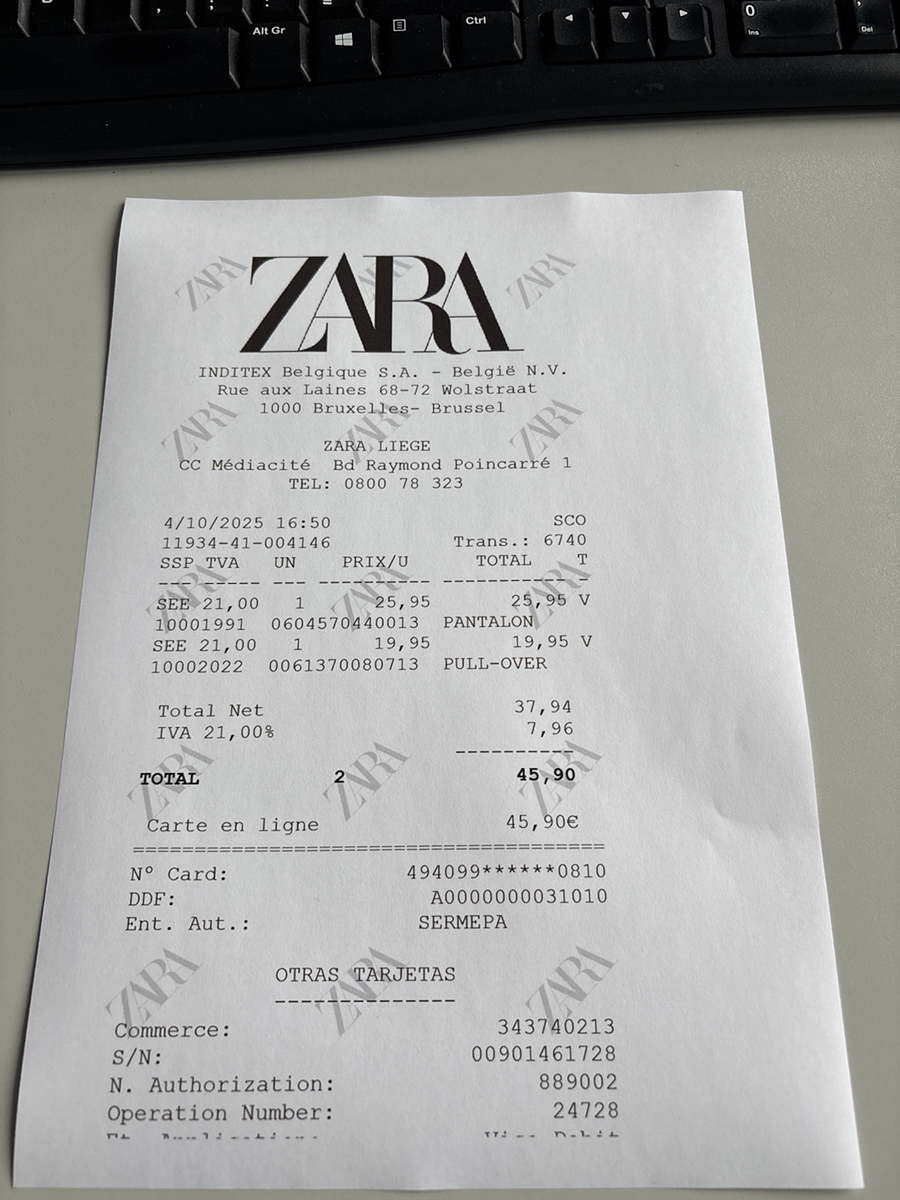 Alt Gr
Ctrl
0
Ins
Del
ZARA
INDITEX Belgique S.A. - België N.V.
Rue aux Laines 68-72 Wolstraat
1000 Bruxelles- Brussel
ZARA LIEGE
CC Médiacité Bd Raymond Poincarré 1
TEL: 0800 78 323
4/10/2025 16:50 SCO
11934-41-004146 Trans.: 6740
SSP TVA UN PRIX/U TOTAL T
--- ----- --- ---------- ----------- -
SEE 21,00 1 25,95 25,95 V
10001991 0604570440013 PANTALON
SEE 21,00 1 19,95 19,95 V
10002022 0061370080713 PULL-OVER
Total Net 37,94
IVA 21,00% 7,96
----------
TOTAL 2 45,90
Carte en ligne 45,90€
========================================
N° Card: 494099******0810
DDF: A0000000031010
Ent. Aut.: SERMEPA
OTRAS TARJETAS
--------------
Commerce: 343740213
S/N: 00901461728
N. Authorization: 889002
Operation Number: 24728